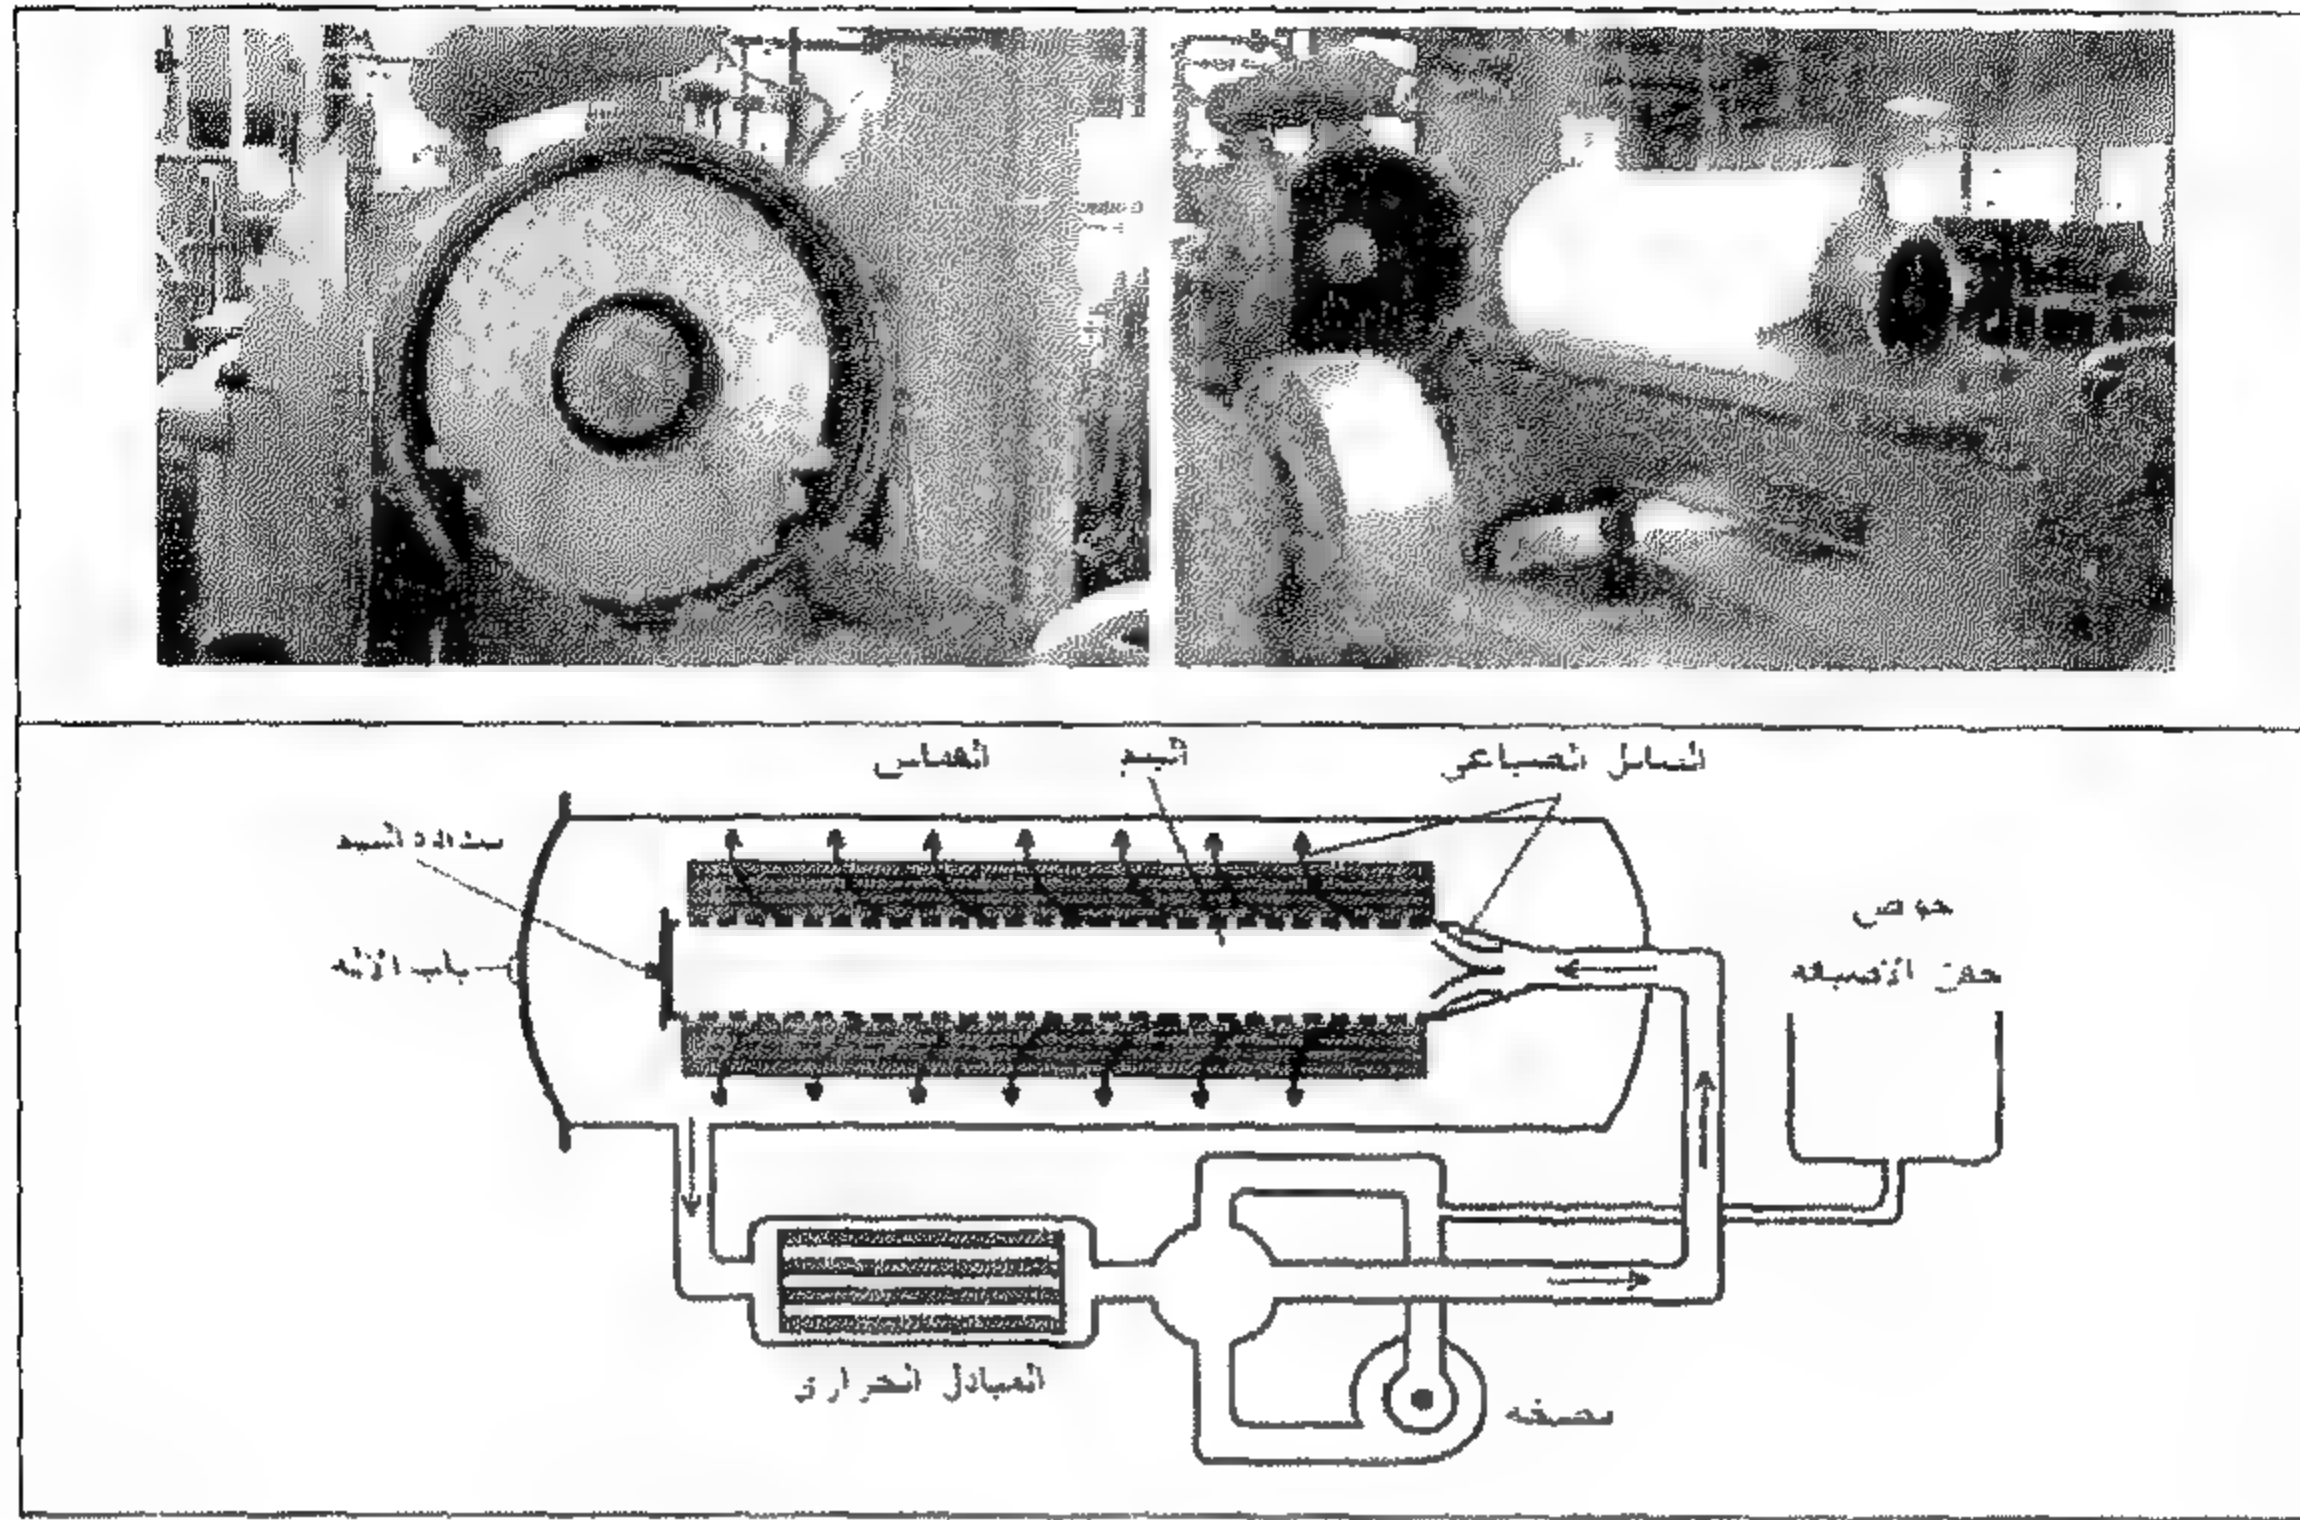 السائل الصباغي
البيم
القماش
سدادة البيم
باب الآلة
حوض
حقن الأصبغة
المبادل الحراري
مضخة